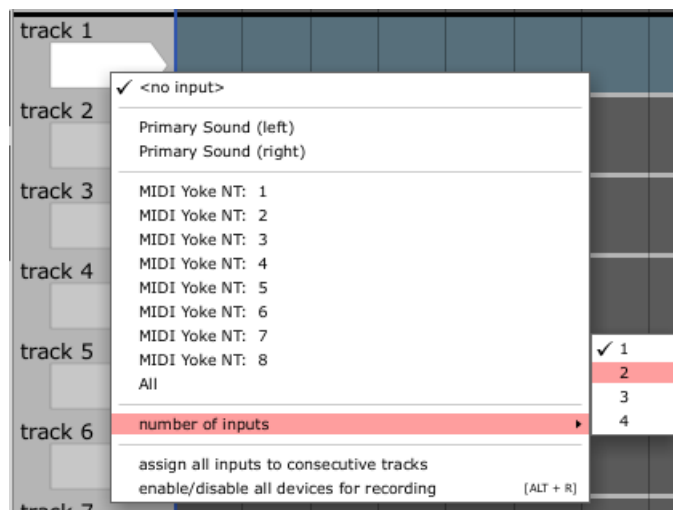 track 1
✓ <no input>
track 2
Primary Sound (left)
Primary Sound (right)
track 3
MIDI Yoke NT: 1
MIDI Yoke NT: 2
MIDI Yoke NT: 3
track 4
MIDI Yoke NT: 4
MIDI Yoke NT: 5
MIDI Yoke NT: 6
MIDI Yoke NT: 7
track 5
✓ 1
MIDI Yoke NT: 8
2
All
3
number of inputs
4
track 6
assign all inputs to consecutive tracks
enable/disable all devices for recording [ALT + R]
track 7